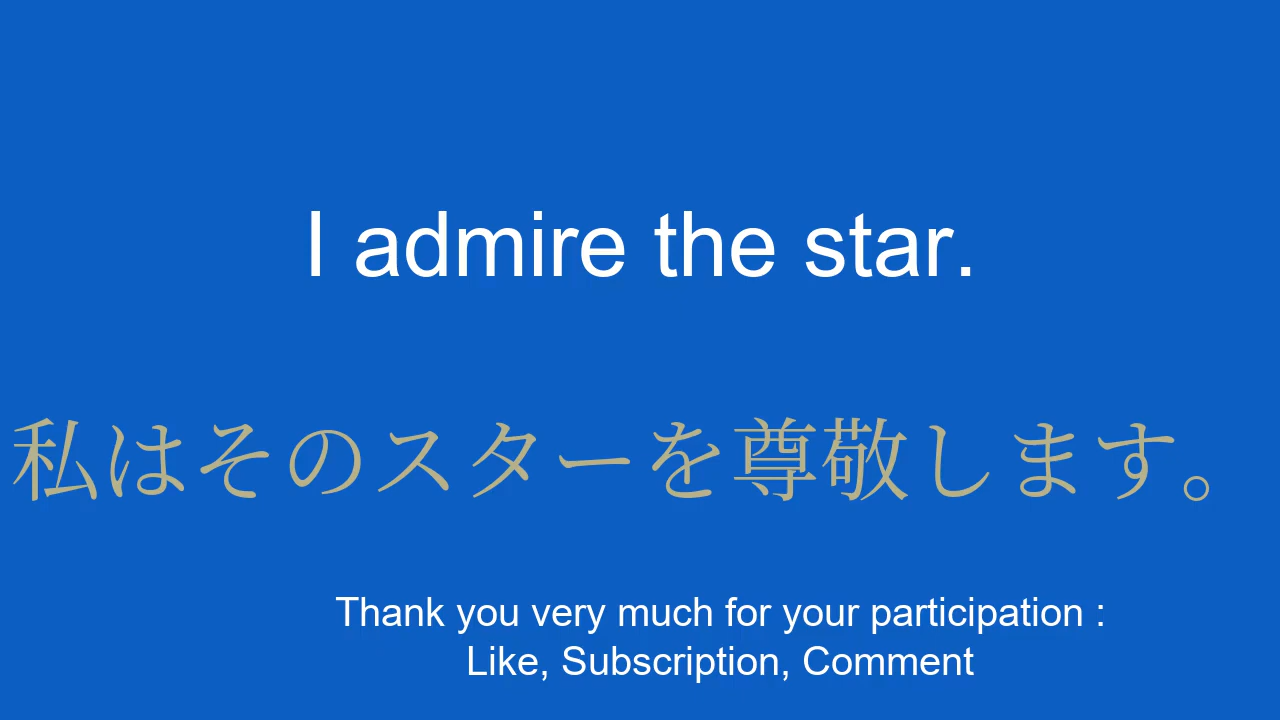 I admire the star.
私はそのスターを尊敬します。
Thank you very much for your participation :
Like, Subscription, Comment